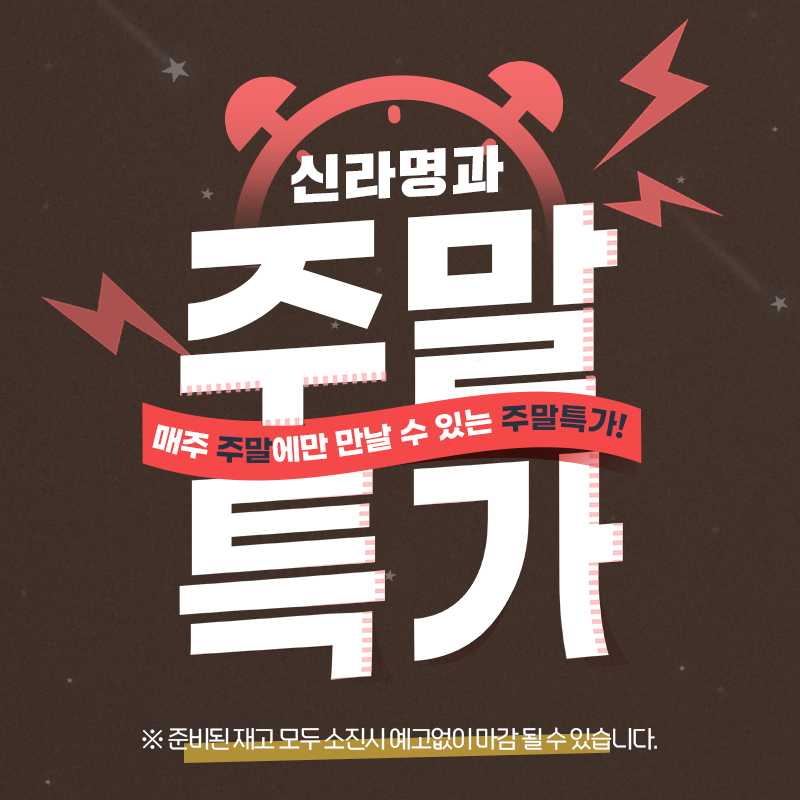 신라명과
주말
매주 주말에만 만날 수 있는 주말특가!
특가
※ 준비된 재고 모두 소진시 예고없이 마감 될 수 있습니다.